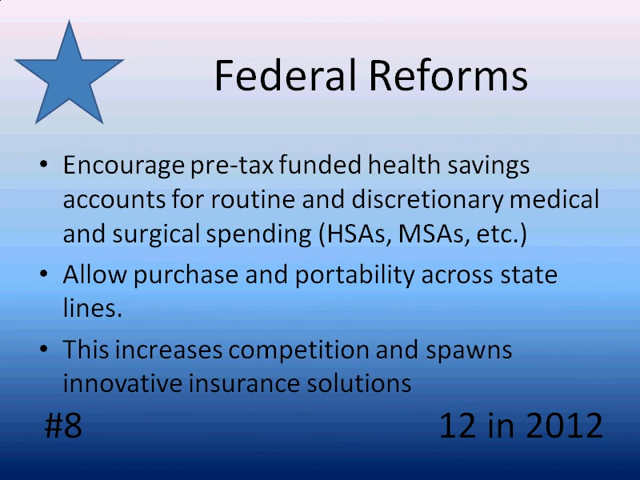 Federal Reforms
• Encourage pre-tax funded health savings
accounts for routine and discretionary medical
and surgical spending (HSAs, MSAs, etc.)
• Allow purchase and portability across state
lines.
• This increases competition and spawns
innovative insurance solutions
#8 12 in 2012